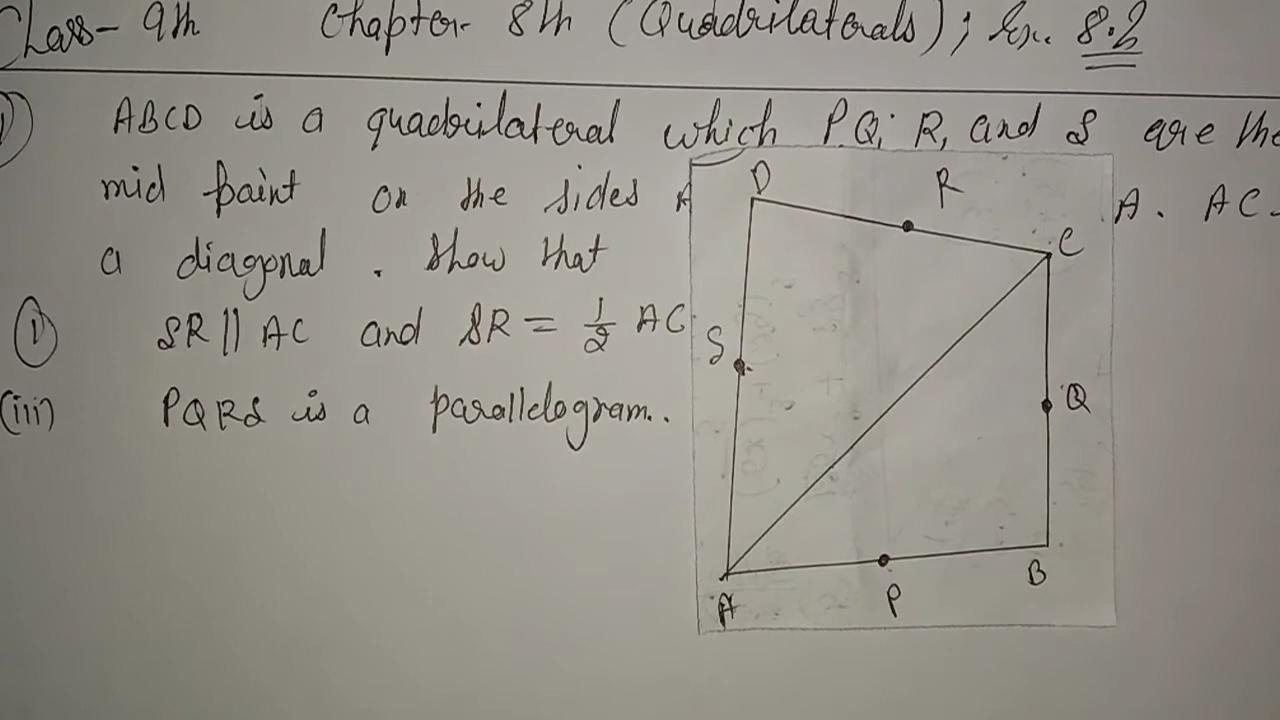 Class- 9th Chapter- 8th (Quadrilaterals); Ex. 8.2
ABCD is a quadrilateral which P.Q; R, and S are the
mid paint on the sides A. AC-
a diagonal . Show that
(i) SR || AC and SR = 1/2 AC
(iii) PQRS is a parallelogram..
D
R
C
S
Q
A
P
B